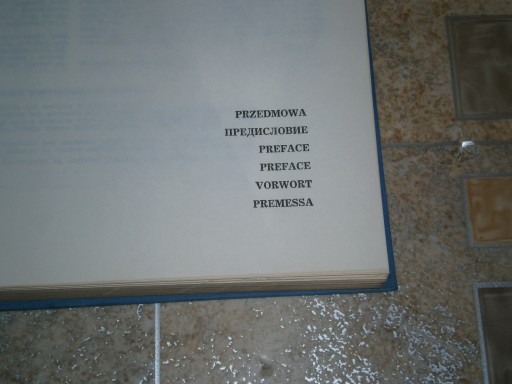 PRZEDMOWA
ПРЕДИСЛОВИЕ
PREFACE
PREFACE
VORWORT
PREMESSA